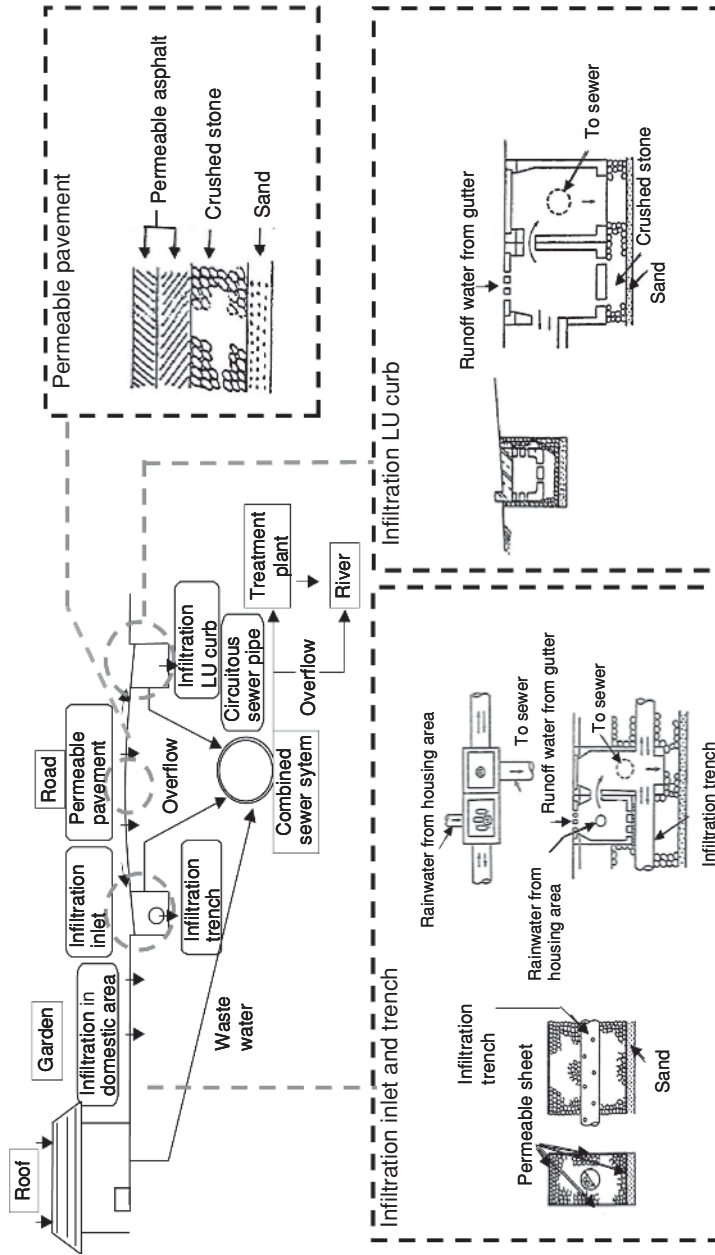 Roof
Garden
Infiltration in
domestic area
Infiltration
inlet
Road
Permeable
pavement
Overflow
Infiltration
trench
Waste
water
Infiltration
LU curb
Circuitous
sewer pipe
Combined
sewer sytem
Treatment
plant
Overflow
River
Permeable pavement
Permeable asphalt
Crushed stone
Sand
Infiltration inlet and trench
Permeable sheet
Infiltration
trench
Sand
Rainwater from housing area
To sewer
Rainwater from
housing area
Runoff water from gutter
To sewer
Infiltration trench
Infiltration LU curb
Runoff water from gutter
To sewer
Crushed stone
Sand